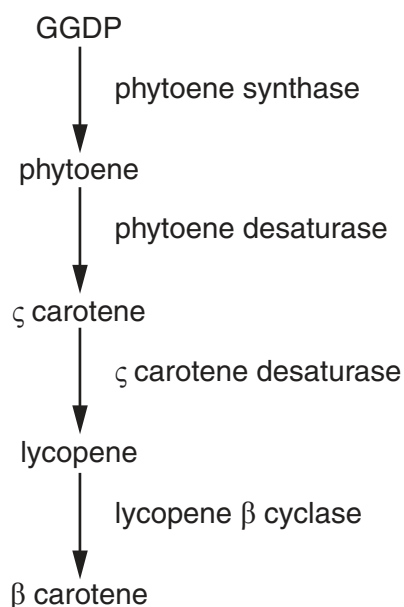 GGDP
phytoene synthase
phytoene
phytoene desaturase
ς carotene
ς carotene desaturase
lycopene
lycopene β cyclase
β carotene